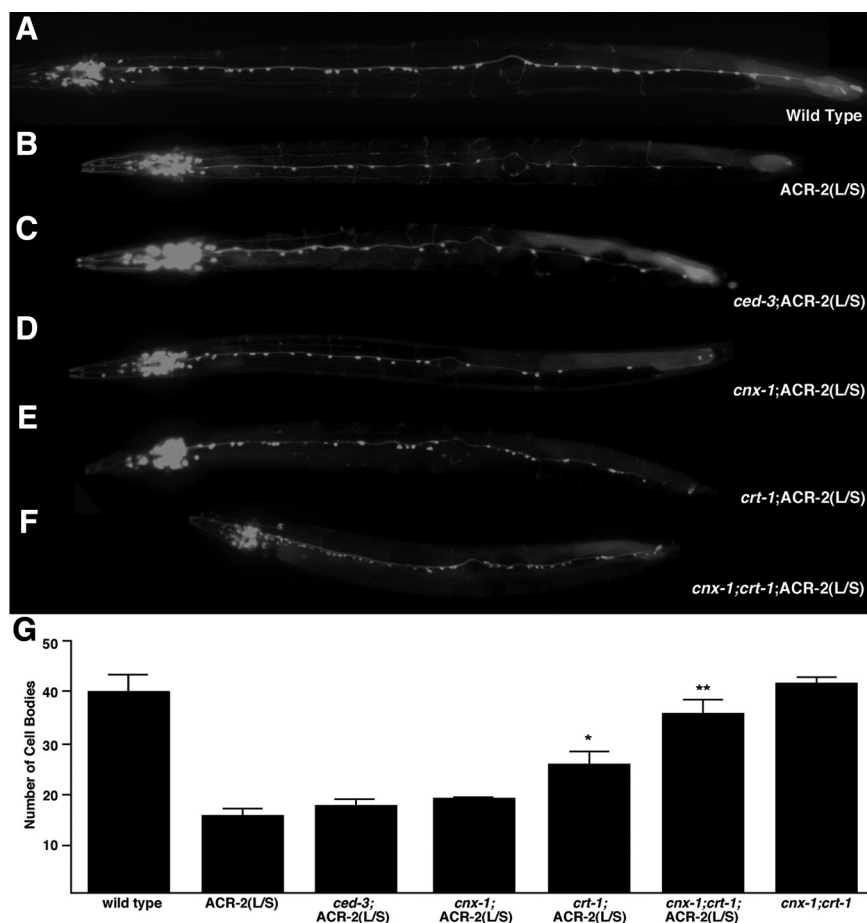 A
Wild Type
B
ACR-2(L/S)
C
ced-3;ACR-2(L/S)
D
cnx-1;ACR-2(L/S)
E
crt-1;ACR-2(L/S)
F
cnx-1;crt-1;ACR-2(L/S)
G
Number of Cell Bodies
50
40
30
20
10
*
**
wild type
ACR-2(L/S)
ced-3;
ACR-2(L/S)
cnx-1;
ACR-2(L/S)
crt-1;
ACR-2(L/S)
cnx-1;crt-1;
ACR-2(L/S)
cnx-1;crt-1